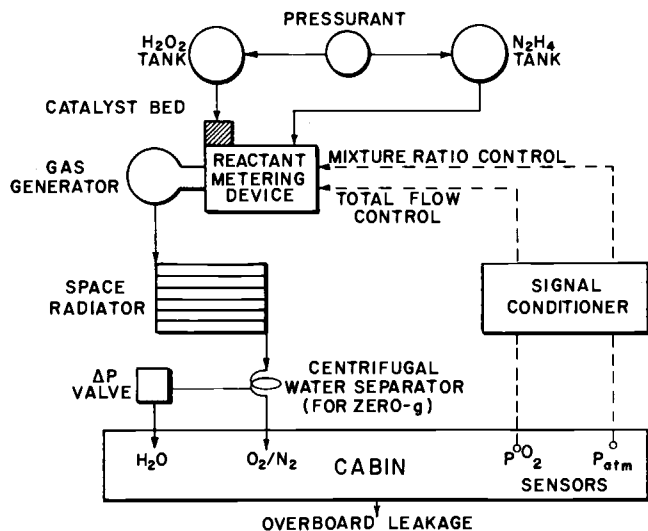 PRESSURANT
H₂O₂
TANK
N₂H₄
TANK
CATALYST BED
GAS
GENERATOR
REACTANT
METERING
DEVICE
MIXTURE RATIO CONTROL
TOTAL FLOW
CONTROL
SPACE
RADIATOR
SIGNAL
CONDITIONER
ΔP
VALVE
CENTRIFUGAL
WATER SEPARATOR
(FOR ZERO-g)
H₂O
O₂/N₂
CABIN
P O₂
Patm
SENSORS
OVERBOARD LEAKAGE